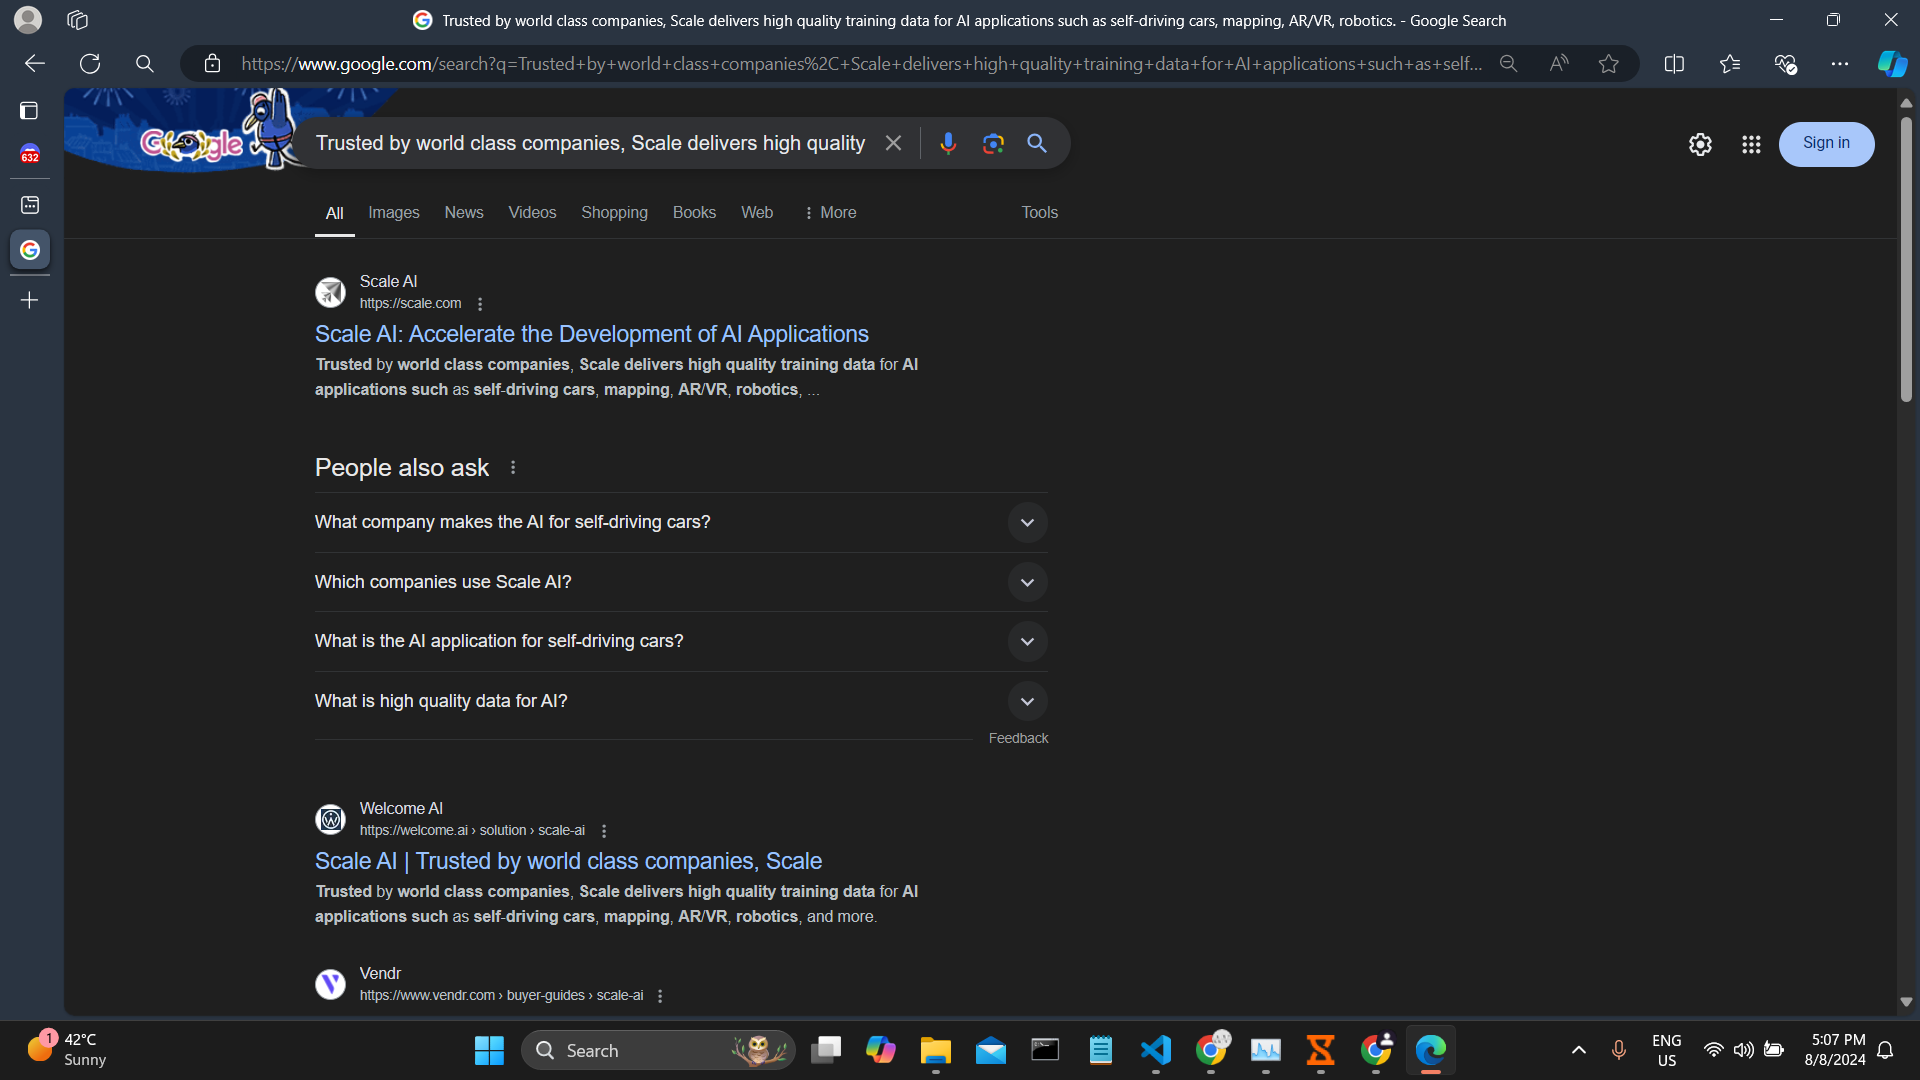 Trusted by world class companies, Scale delivers high quality training data for AI applications such as self-driving cars, mapping, AR/VR, robotics. - Google Search
https://www.google.com/search?q=Trusted+by+world+class+companies%2C+Scale+delivers+high+quality+training+data+for+AI+applications+such+as+self...
632
Google
Trusted by world class companies, Scale delivers high quality
Sign in
All Images News Videos Shopping Books Web More Tools
Scale AI
https://scale.com
Scale AI: Accelerate the Development of AI Applications
Trusted by world class companies, Scale delivers high quality training data for AI
applications such as self-driving cars, mapping, AR/VR, robotics, ...
People also ask
What company makes the AI for self-driving cars?
Which companies use Scale AI?
What is the AI application for self-driving cars?
What is high quality data for AI?
Feedback
Welcome AI
https://welcome.ai › solution › scale-ai
Scale AI | Trusted by world class companies, Scale
Trusted by world class companies, Scale delivers high quality training data for AI
applications such as self-driving cars, mapping, AR/VR, robotics, and more.
Vendr
https://www.vendr.com › buyer-guides › scale-ai
1
42°C
Sunny
Search
ENG
US
5:07 PM
8/8/2024